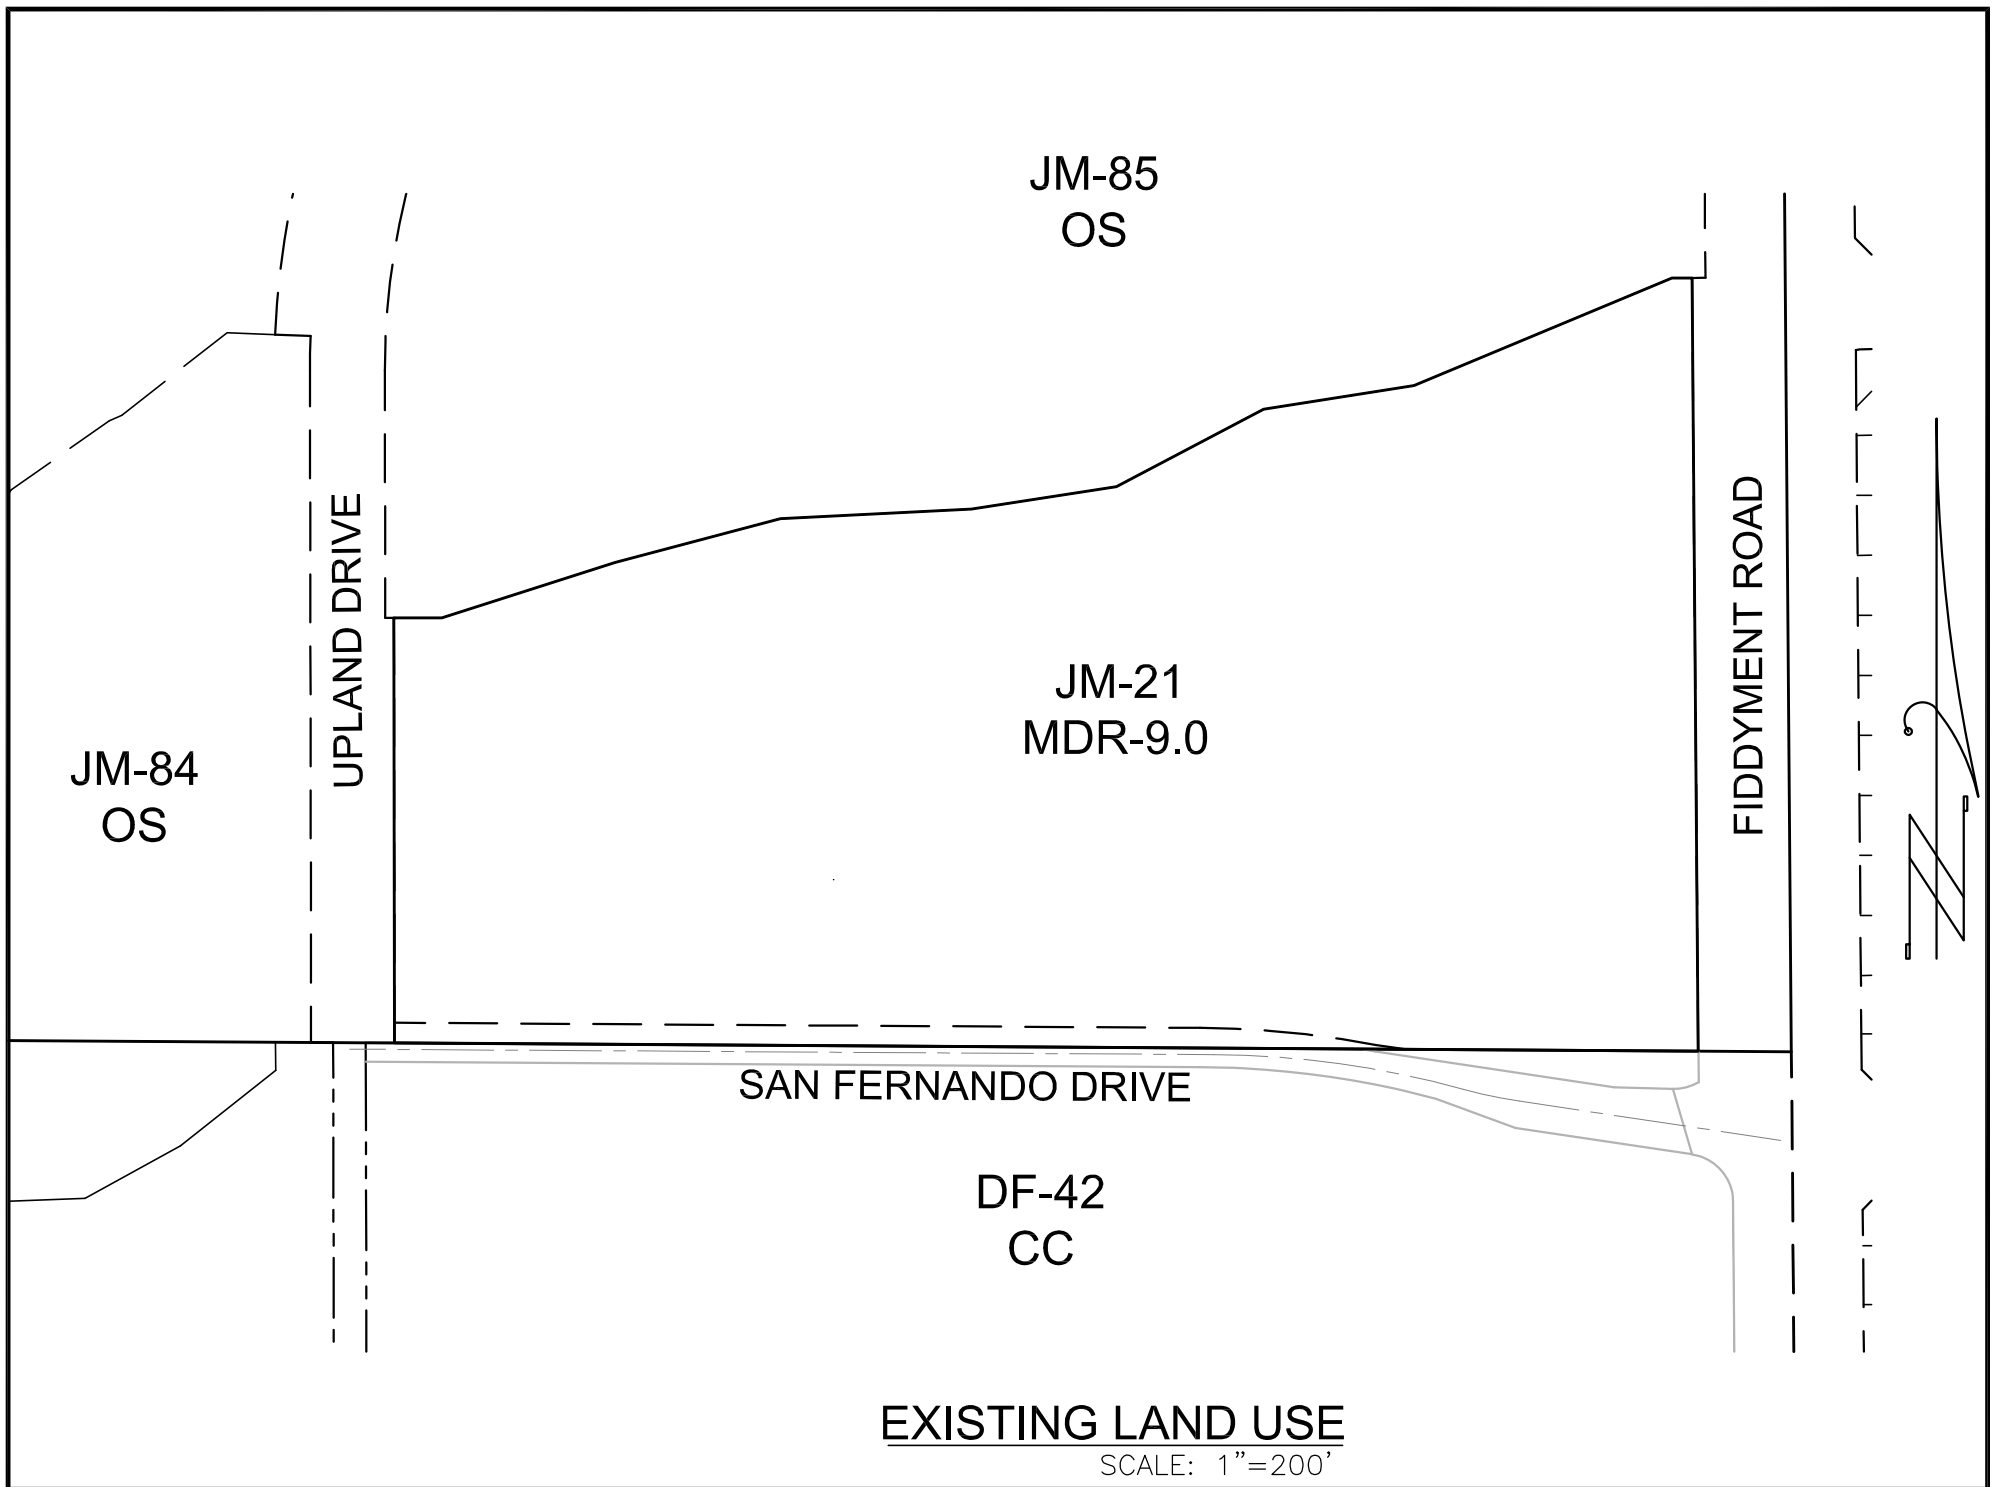 JM-85
OS
UPLAND DRIVE
FIDDYMENT ROAD
JM-21
MDR-9.0
JM-84
OS
SAN FERNANDO DRIVE
DF-42
CC
EXISTING LAND USE
SCALE: 1"=200'
N